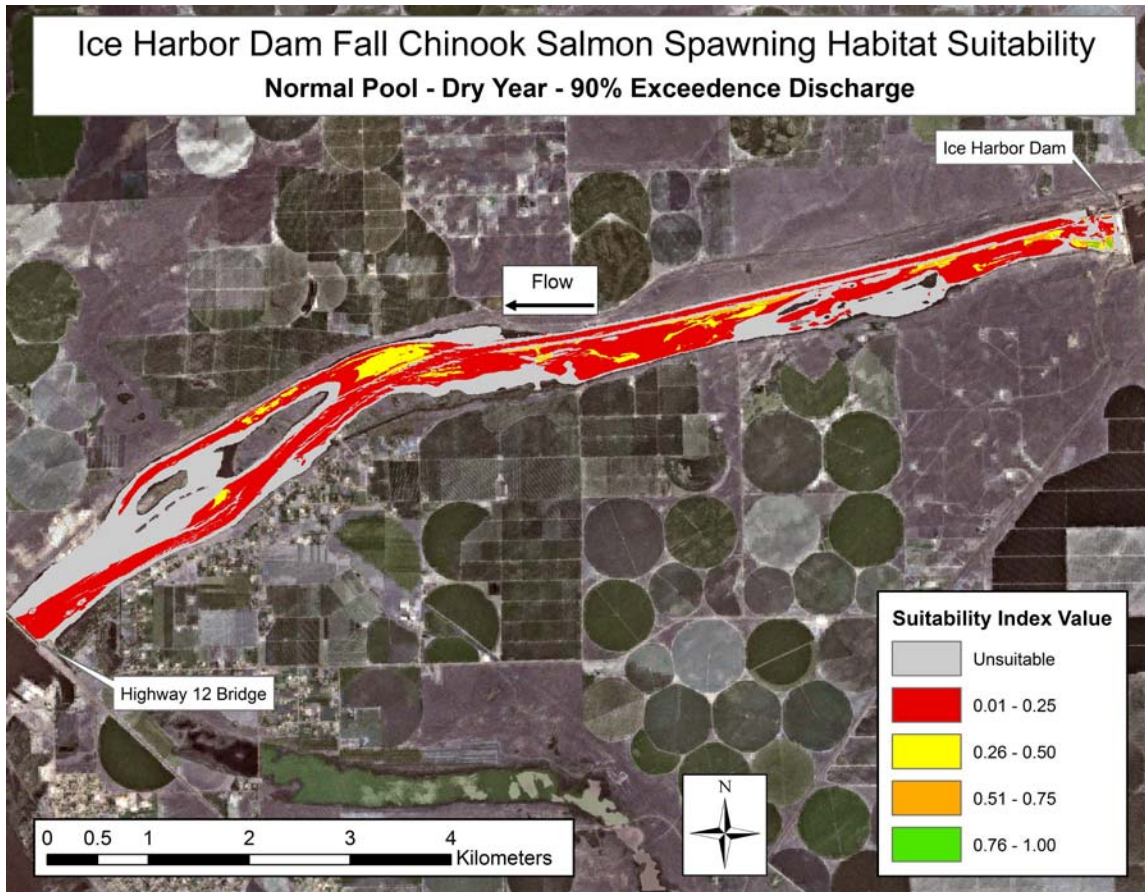 Ice Harbor Dam Fall Chinook Salmon Spawning Habitat Suitability
Normal Pool - Dry Year - 90% Exceedence Discharge
Ice Harbor Dam
Flow
Highway 12 Bridge
Suitability Index Value
Unsuitable
0.01 - 0.25
0.26 - 0.50
0.51 - 0.75
0.76 - 1.00
N
0 0.5 1 2 3 4
Kilometers